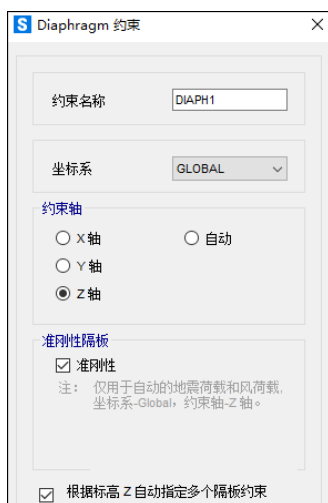 S Diaphragm 约束
约束名称 DIAPH1
坐标系 GLOBAL
约束轴
X 轴 自动
Y 轴
Z 轴
准刚性隔板
准刚性
注： 仅用于自动的地震荷载和风荷载,
坐标系-Global，约束轴-Z 轴。
根据标高 Z 自动指定多个隔板约束